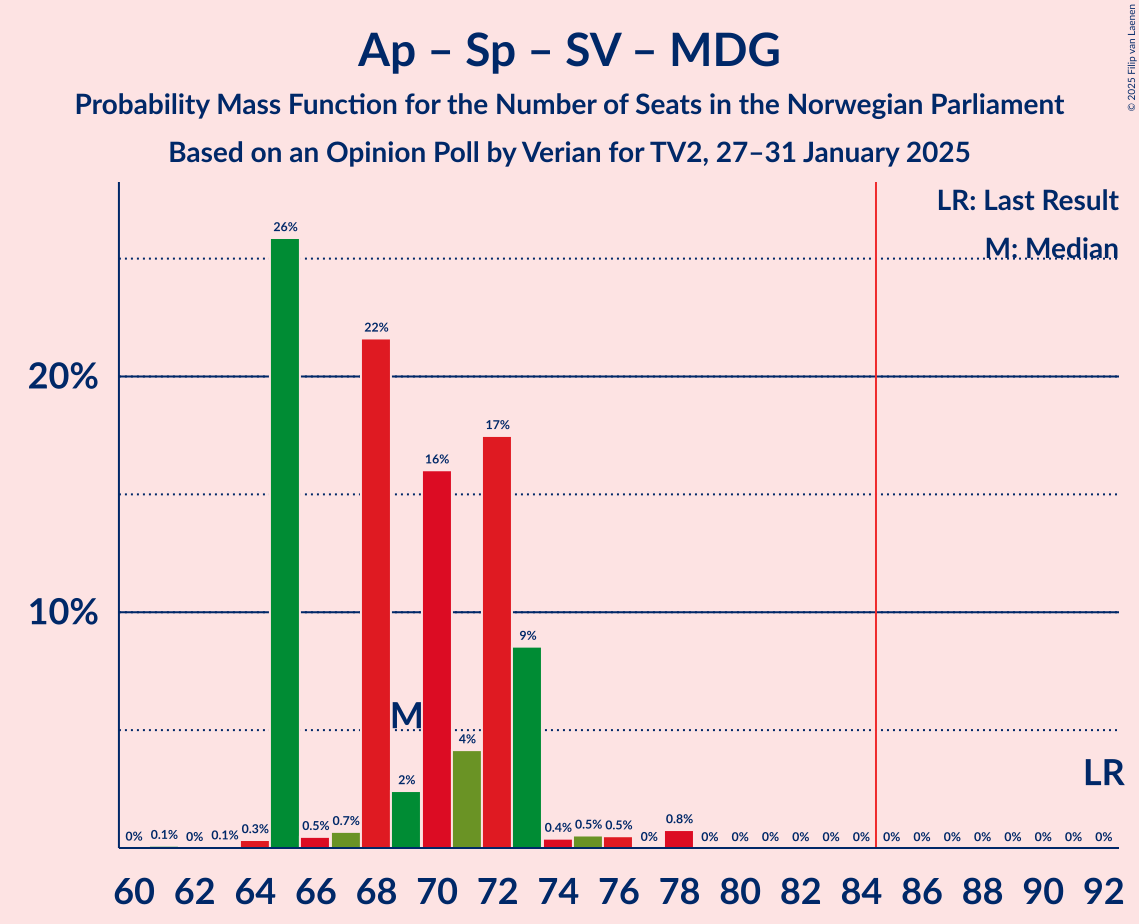 Ap – Sp – SV – MDG
Probability Mass Function for the Number of Seats in the Norwegian Parliament
Based on an Opinion Poll by Verian for TV2, 27–31 January 2025
© 2025 Filip van Laenen
LR: Last Result
M: Median
20%
10%
0% 0.1% 0% 0.1% 0.3% 26% 0.5% 0.7% 22% 2% 16% 4% 17% 9% 0.4% 0.5% 0.5% 0% 0.8% 0% 0% 0% 0% 0% 0% 0% 0% 0% 0% 0% 0% 0% 0%
M
LR
60 62 64 66 68 70 72 74 76 78 80 82 84 86 88 90 92